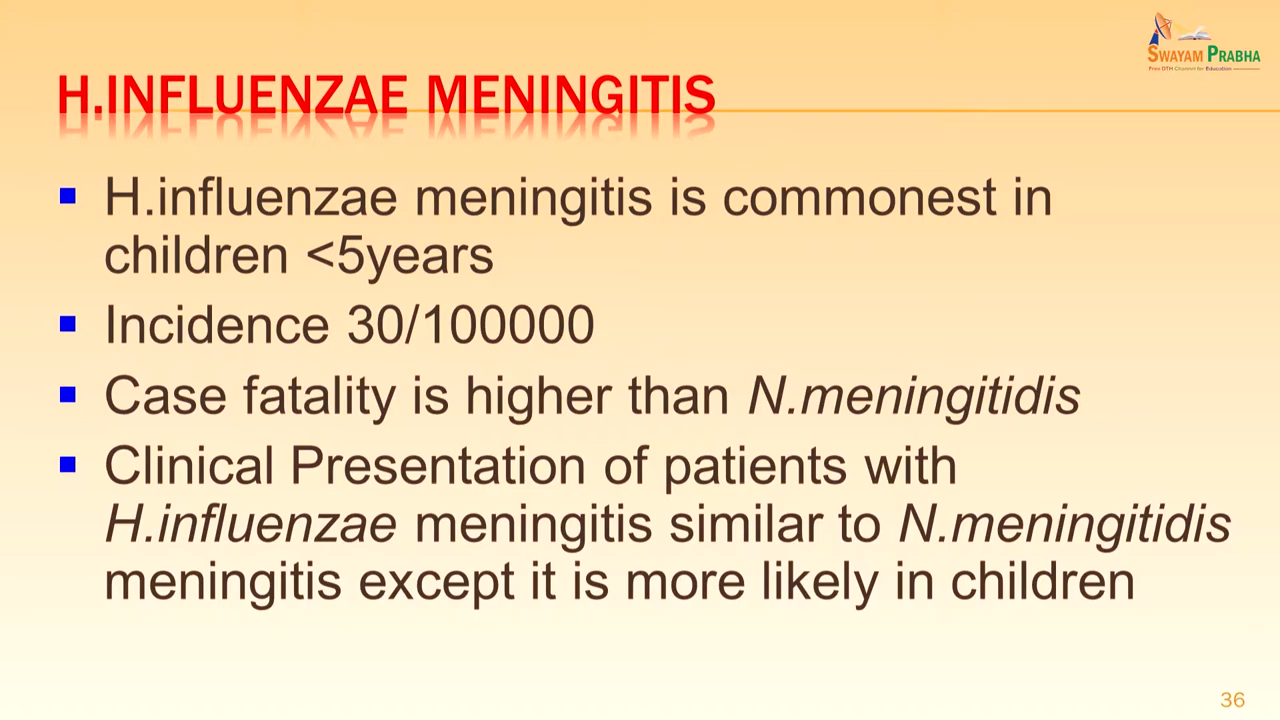 SWAYAM PRABHA
Free DTH Channel for Education
H.INFLUENZAE MENINGITIS
H.influenzae meningitis is commonest in
children <5years
Incidence 30/100000
Case fatality is higher than N.meningitidis
Clinical Presentation of patients with
H.influenzae meningitis similar to N.meningitidis
meningitis except it is more likely in children
36